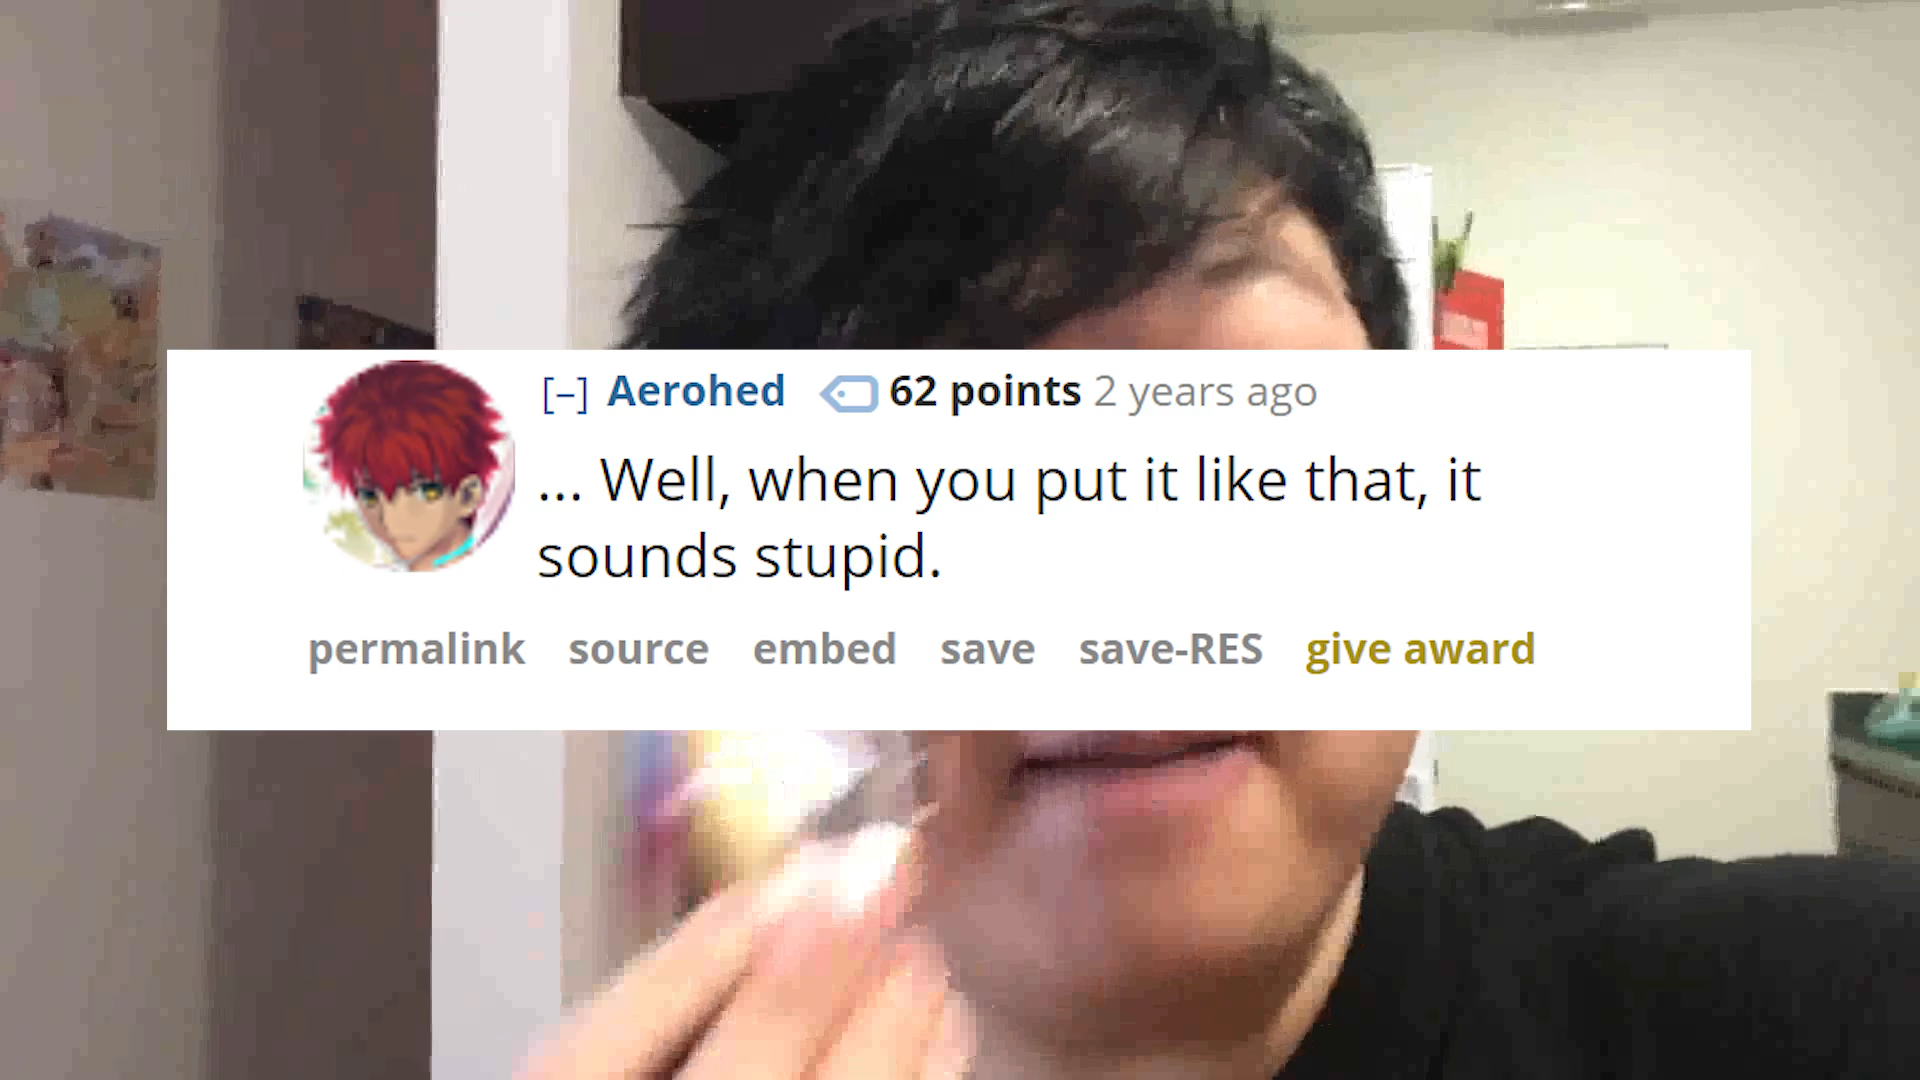 [–] Aerohed 62 points 2 years ago
... Well, when you put it like that, it
sounds stupid.
permalink source embed save save-RES give award